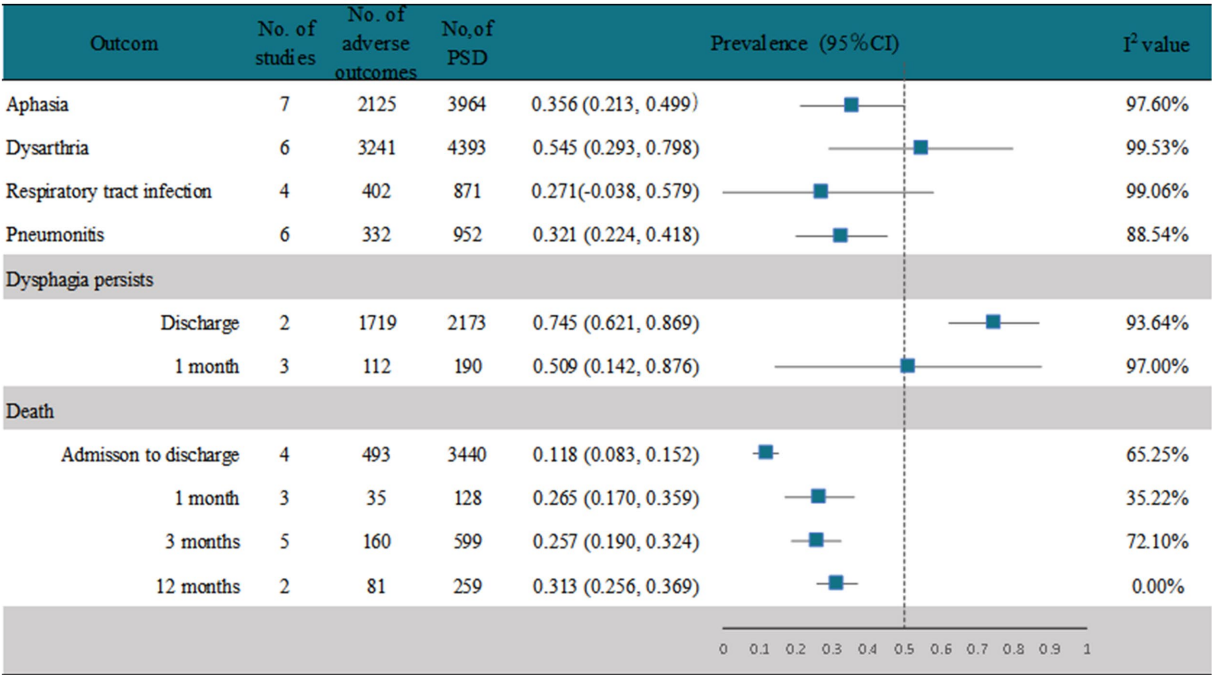 Outcom No. of studies No. of adverse outcomes No,of PSD Prevalence (95%CI) I² value
Aphasia 7 2125 3964 0.356 (0.213, 0.499) 97.60%
Dysarthria 6 3241 4393 0.545 (0.293, 0.798) 99.53%
Respiratory tract infection 4 402 871 0.271(-0.038, 0.579) 99.06%
Pneumonitis 6 332 952 0.321 (0.224, 0.418) 88.54%
Dysphagia persists
Discharge 2 1719 2173 0.745 (0.621, 0.869) 93.64%
1 month 3 112 190 0.509 (0.142, 0.876) 97.00%
Death
Admisson to discharge 4 493 3440 0.118 (0.083, 0.152) 65.25%
1 month 3 35 128 0.265 (0.170, 0.359) 35.22%
3 months 5 160 599 0.257 (0.190, 0.324) 72.10%
12 months 2 81 259 0.313 (0.256, 0.369) 0.00%
0 0.1 0.2 0.3 0.4 0.5 0.6 0.7 0.8 0.9 1